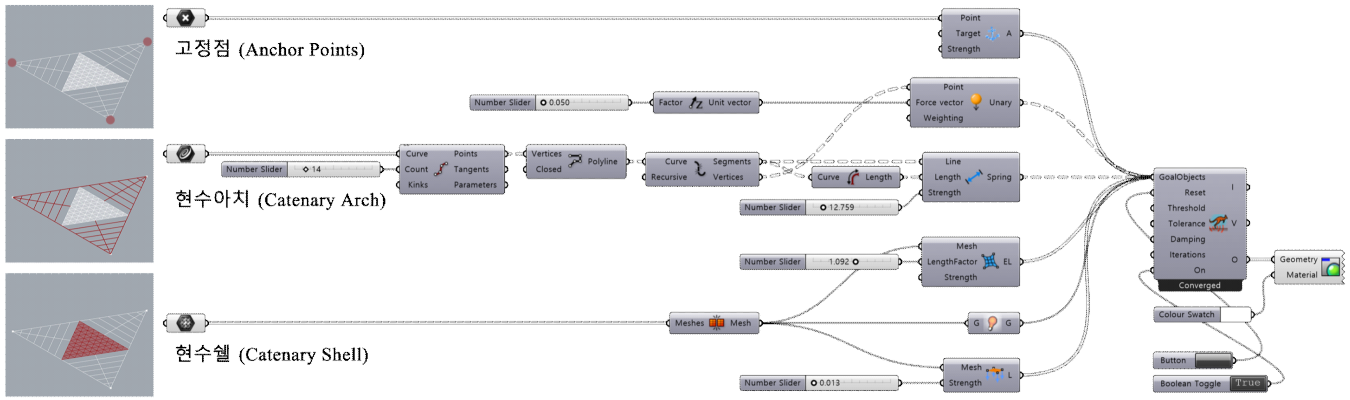 고정점 (Anchor Points)
Point
Target
Strength
A
Number Slider
0.050
Factor
Unit vector
Point
Force vector
Weighting
Unary
Number Slider
14
Curve
Count
Kinks
Points
Tangents
Parameters
Vertices
Closed
Polyline
Curve
Recursive
Segments
Vertices
Curve
Length
Line
Length
Strength
Spring
Number Slider
12.759
현수아치 (Catenary Arch)
Number Slider
1.092
Mesh
LengthFactor
Strength
EL
Meshes
Mesh
G
G
현수쉘 (Catenary Shell)
Number Slider
0.013
Mesh
Strength
L
GoalObjects
Reset
Threshold
Tolerance
Damping
Iterations
On
I
V
O
Converged
Geometry
Material
Colour Swatch
Button
Boolean Toggle
True